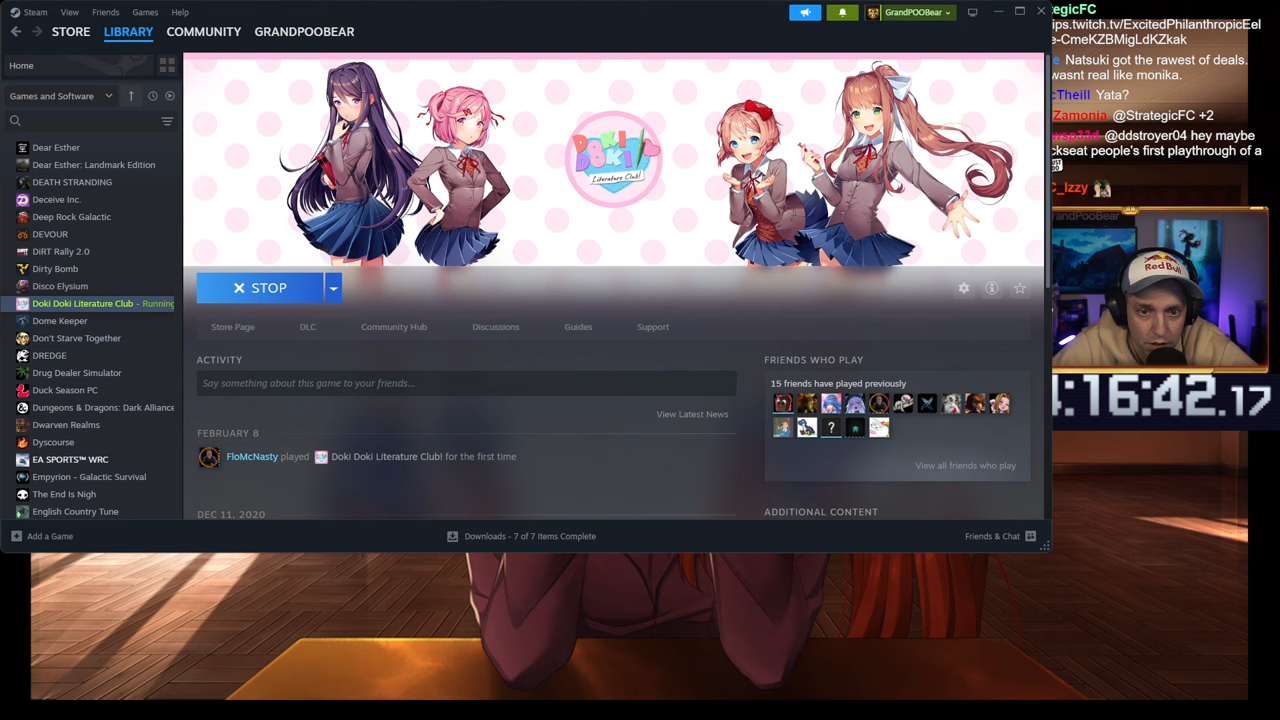 Steam View Friends Games Help
GrandPOOBear
STORE LIBRARY COMMUNITY GRANDPOOBEAR
Home
Games and Software
Dear Esther
Dear Esther: Landmark Edition
DEATH STRANDING
Deceive Inc.
Deep Rock Galactic
DEVOUR
DiRT Rally 2.0
Dirty Bomb
Disco Elysium
Doki Doki Literature Club - Running
Dome Keeper
Don't Starve Together
DREDGE
Drug Dealer Simulator
Duck Season PC
Dungeons & Dragons: Dark Alliance
Dwarven Realms
Dyscourse
EA SPORTS™ WRC
Empyrion - Galactic Survival
The End Is Nigh
English Country Tune
Add a Game
DOKI
DOKI
Literature Club!
STOP
Store Page DLC Community Hub Discussions Guides Support
ACTIVITY
Say something about this game to your friends...
View Latest News
FEBRUARY 8
FloMcNasty played Doki Doki Literature Club! for the first time
DEC 11, 2020
FRIENDS WHO PLAY
15 friends have played previously
?
View all friends who play
ADDITIONAL CONTENT
Downloads - 7 of 7 Items Complete
Friends & Chat
tegicFC
ips.twitch.tv/ExcitedPhilanthropicEel
e-CmeKZBMigLdKZkak
Natsuki got the rawest of deals.
wasnt real like monika.
cTheill Yata?
Zamonia @StrategicFC +2
@ddstroyer04 hey maybe
ckseat people's first playthrough of a
C_Izzy
GrandPooBear
Red Bull
4:16:42.17